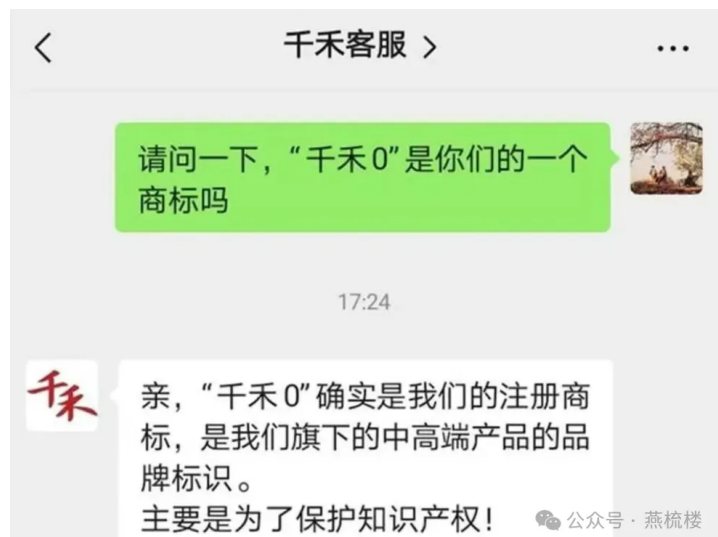 千禾客服
请问一下，“千禾0”是你们的一个
商标吗
17:24
千禾
亲，“千禾0”确实是我们的注册商
标，是我们旗下的中高端产品的品
牌标识。
主要是为了保护知识产权！
公众号·燕梳楼